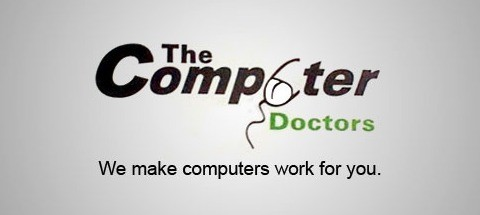 The
Computer
Doctors
We make computers work for you.